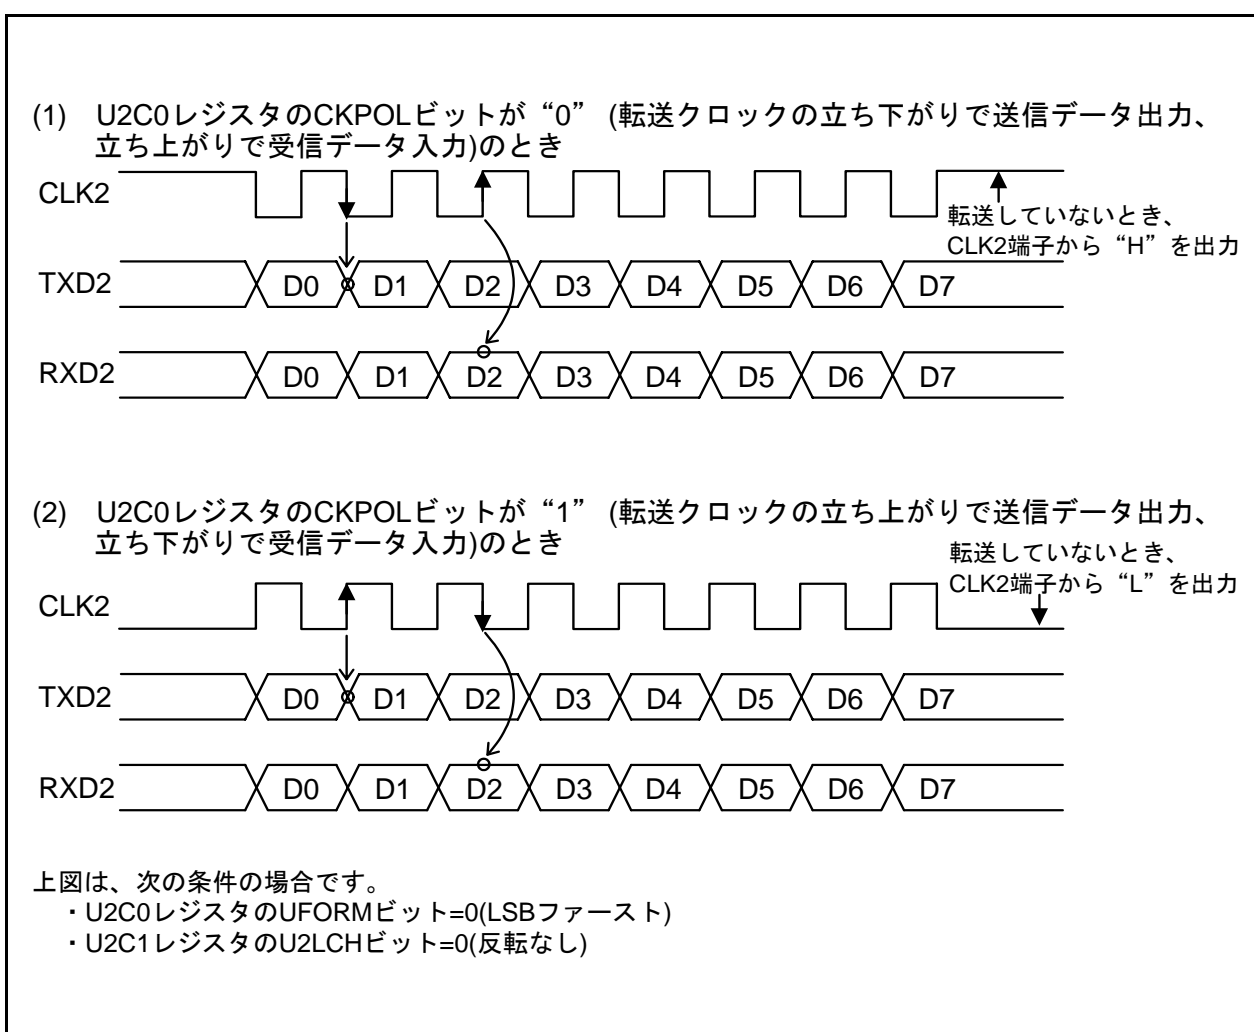 (1) U2C0レジスタのCKPOLビットが“0” (転送クロックの立ち下がりで送信データ出力、
立ち上がりで受信データ入力)のとき
CLK2
転送していないとき、
CLK2端子から“H”を出力
TXD2 D0 D1 D2 D3 D4 D5 D6 D7
RXD2 D0 D1 D2 D3 D4 D5 D6 D7
(2) U2C0レジスタのCKPOLビットが“1” (転送クロックの立ち上がりで送信データ出力、
立ち下がりで受信データ入力)のとき
転送していないとき、
CLK2端子から“L”を出力
CLK2
TXD2 D0 D1 D2 D3 D4 D5 D6 D7
RXD2 D0 D1 D2 D3 D4 D5 D6 D7
上図は、次の条件の場合です。
・U2C0レジスタのUFORMビット=0(LSBファースト)
・U2C1レジスタのU2LCHビット=0(反転なし)